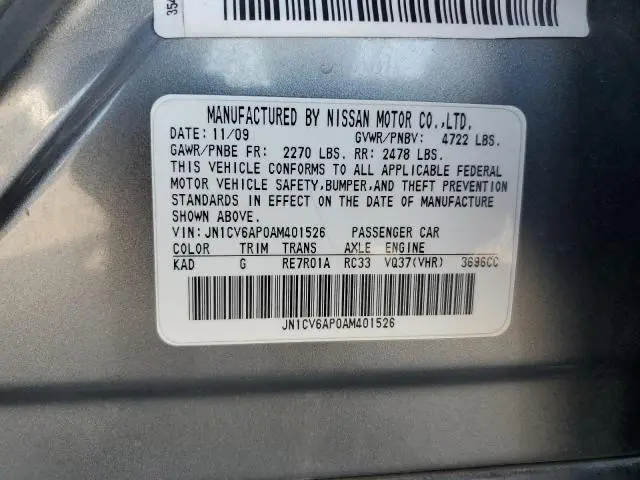 354
MANUFACTURED BY NISSAN MOTOR CO.,LTD.
DATE: 11/09 GVWR/PNBV: 4722 LBS.
GAWR/PNBE FR: 2270 LBS. RR: 2478 LBS.
THIS VEHICLE CONFORMS TO ALL APPLICABLE FEDERAL
MOTOR VEHICLE SAFETY,BUMPER,AND THEFT PREVENTION
STANDARDS IN EFFECT ON THE DATE OF MANUFACTURE
SHOWN ABOVE.
VIN: JN1CV6AP0AM401526 PASSENGER CAR
COLOR TRIM TRANS AXLE ENGINE
KAD G RE7R01A RC33 VQ37(VHR) 3696CC
JN1CV6AP0AM401526